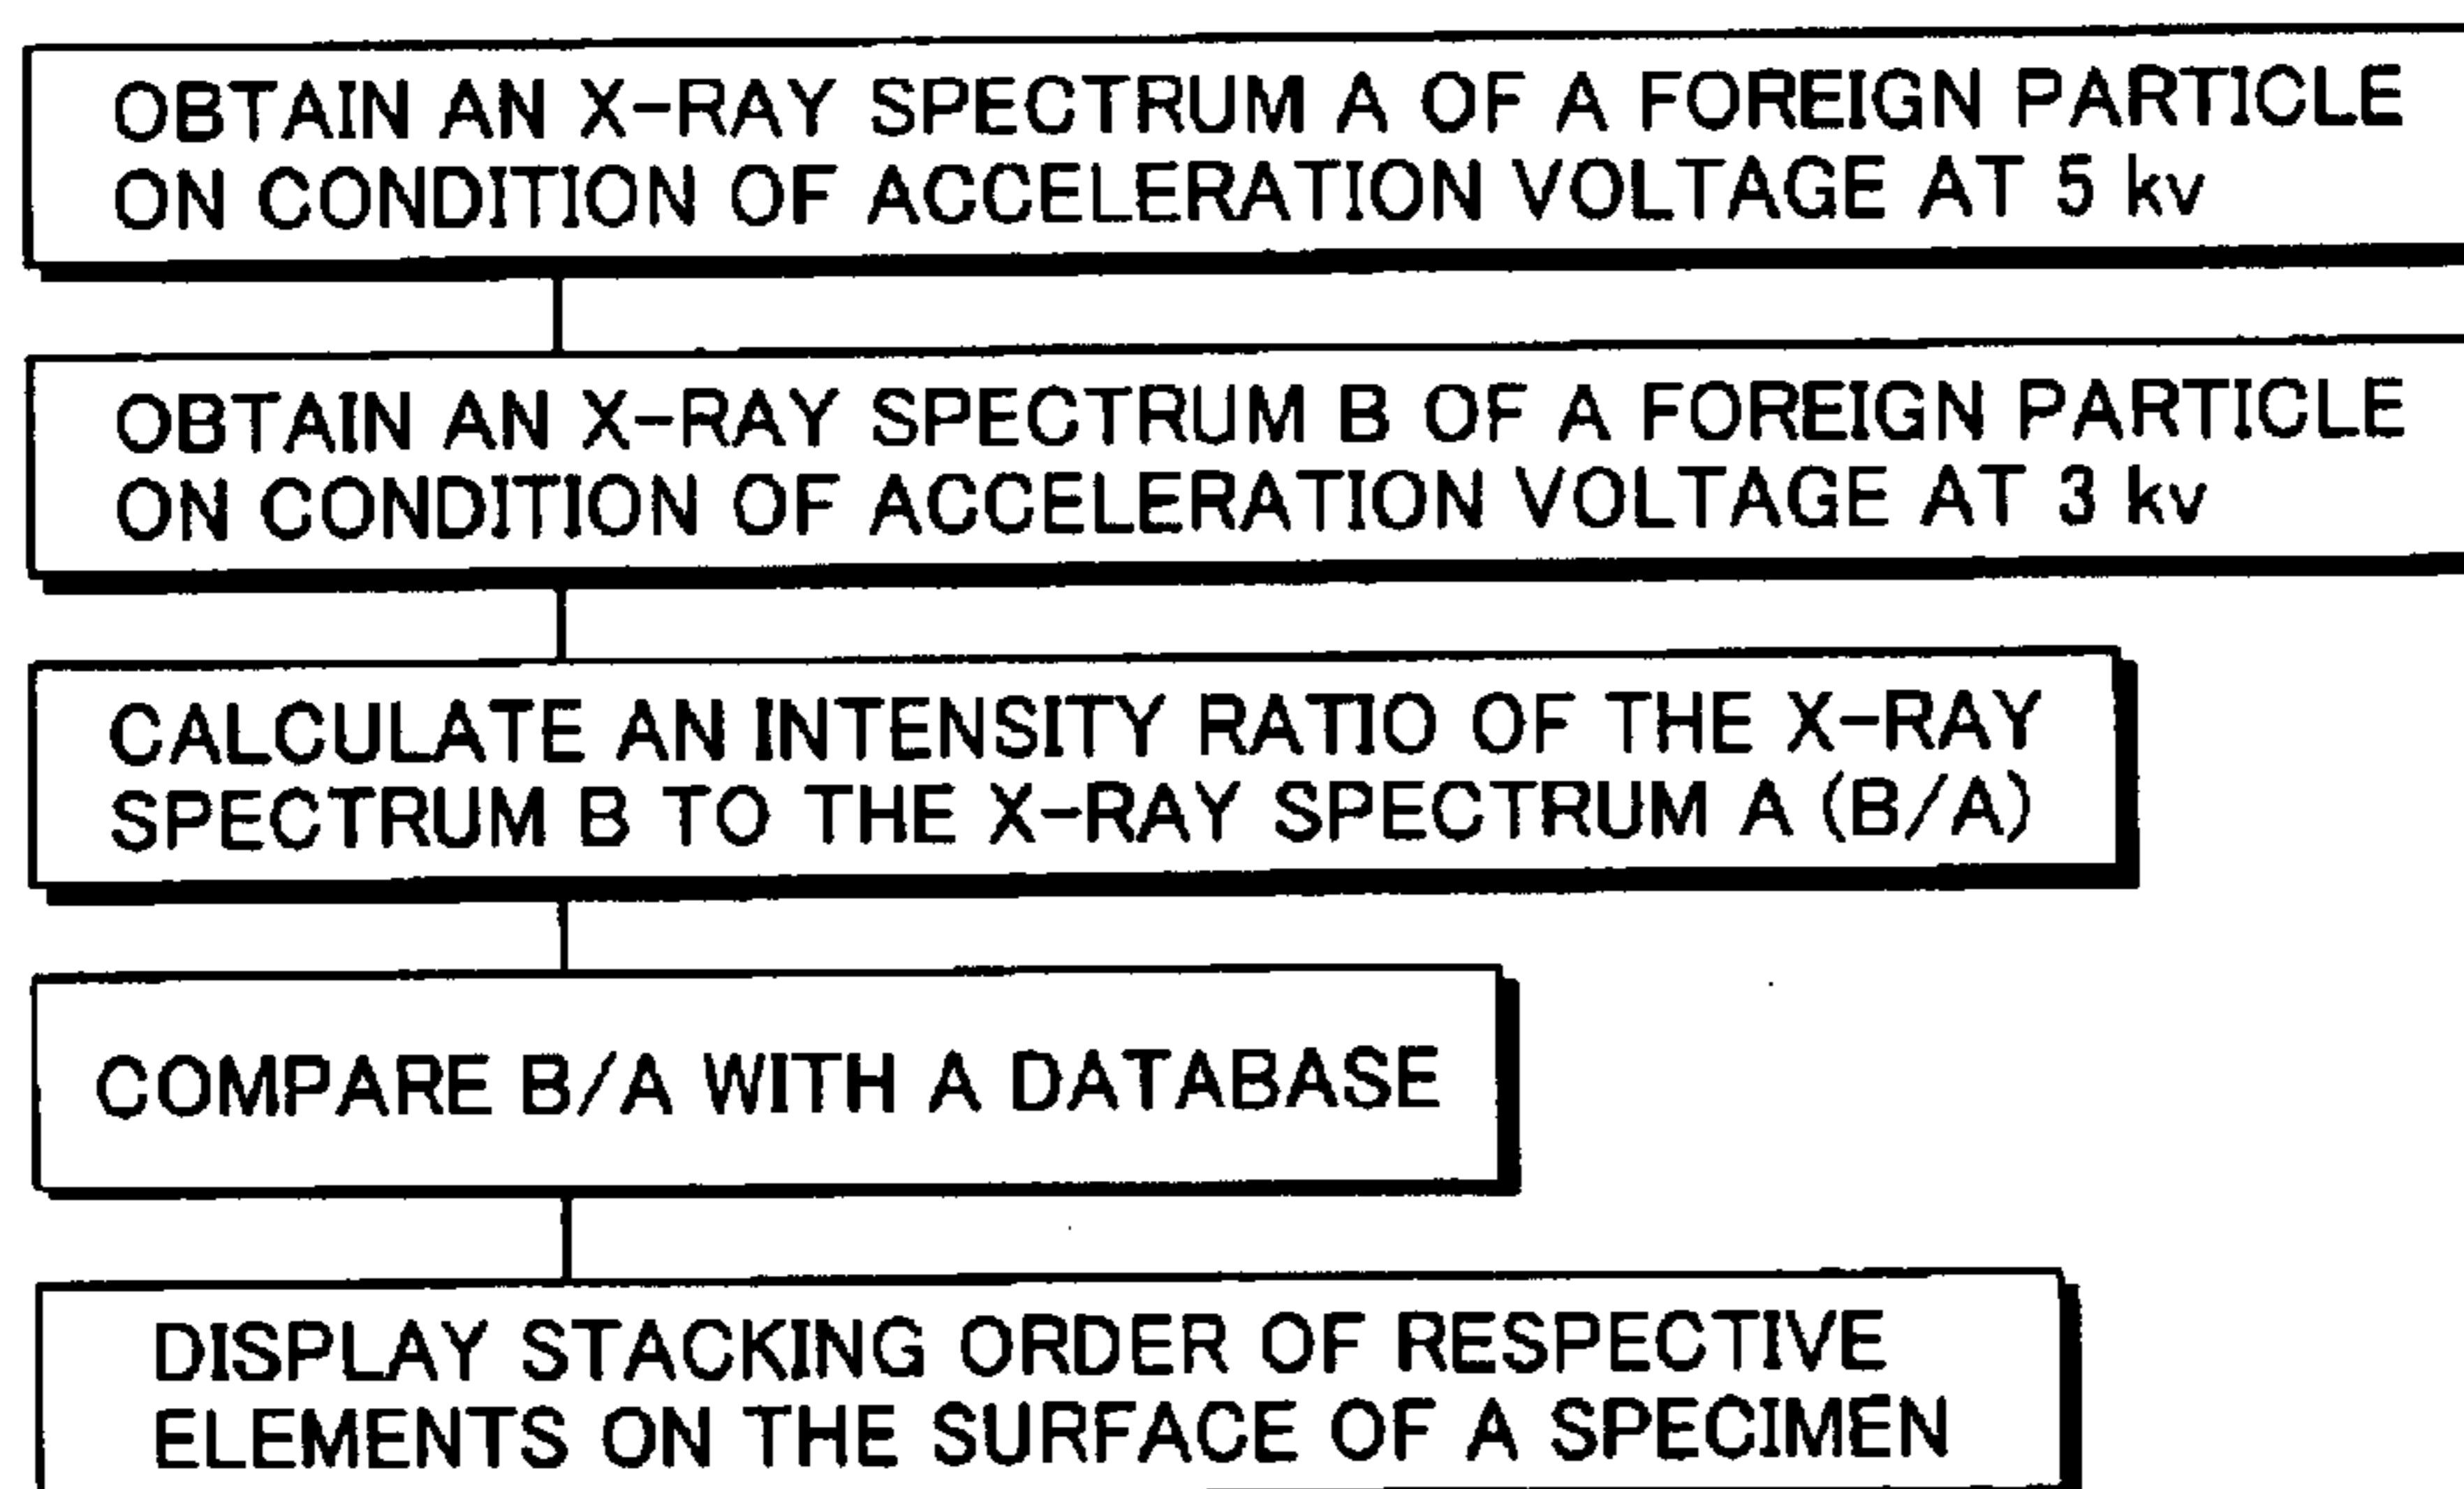 OBTAIN AN X-RAY SPECTRUM A OF A FOREIGN PARTICLE
ON CONDITION OF ACCELERATION VOLTAGE AT 5 kv
OBTAIN AN X-RAY SPECTRUM B OF A FOREIGN PARTICLE
ON CONDITION OF ACCELERATION VOLTAGE AT 3 kv
CALCULATE AN INTENSITY RATIO OF THE X-RAY
SPECTRUM B TO THE X-RAY SPECTRUM A (B/A)
COMPARE B/A WITH A DATABASE
DISPLAY STACKING ORDER OF RESPECTIVE
ELEMENTS ON THE SURFACE OF A SPECIMEN